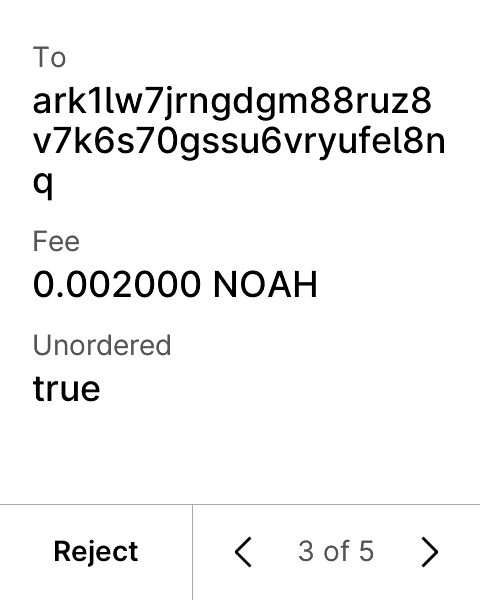 To
ark1lw7jrngdgm88ruz8
v7k6s70gssu6vryufel8n
q
Fee
0.002000 NOAH
Unordered
true
Reject
3 of 5